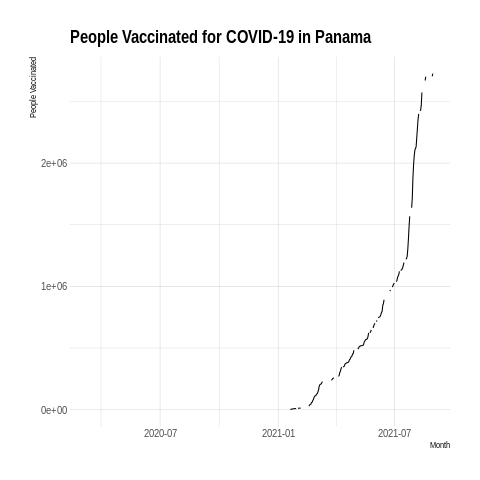 People Vaccinated for COVID-19 in Panama
People Vaccinated
2e+06
1e+06
0e+00
2020-07
2021-01
2021-07
Month